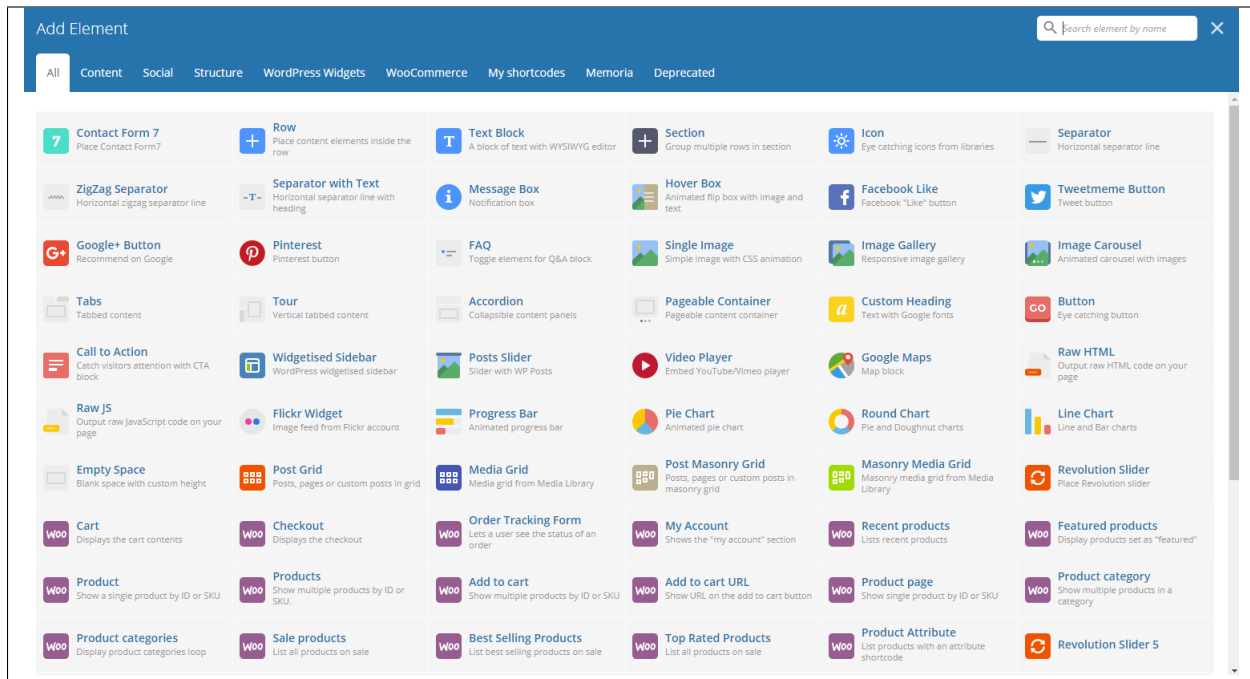 Add Element
Search element by name
All Content Social Structure WordPress Widgets WooCommerce My shortcodes Memoria Deprecated
7
Contact Form 7
Place Contact Form7
Row
Place content elements inside the
row
T
Text Block
A block of text with WYSIWYG editor
Section
Group multiple rows in section
Icon
Eye catching icons from libraries
Separator
Horizontal separator line
ZigZag Separator
Horizontal zigzag separator line
-T-
Separator with Text
Horizontal separator line with
heading
i
Message Box
Notification box
Hover Box
Animated flip box with image and
text
f
Facebook Like
Facebook "Like" button
Tweetmeme Button
Tweet button
G+
Google+ Button
Recommend on Google
Pinterest
Pinterest button
FAQ
Toggle element for Q&A block
Single Image
Simple image with CSS animation
Image Gallery
Responsive image gallery
Image Carousel
Animated carousel with images
Tabs
Tabbed content
Tour
Vertical tabbed content
Accordion
Collapsible content panels
Pageable Container
Pageable content container
a
Custom Heading
Text with Google fonts
GO
Button
Eye catching button
Call to Action
Catch visitors attention with CTA
block
Widgetised Sidebar
WordPress widgetised sidebar
Posts Slider
Slider with WP Posts
Video Player
Embed YouTube/Vimeo player
Google Maps
Map block
Raw HTML
Output raw HTML code on your
page
Raw JS
Output raw JavaScript code on your
page
Flickr Widget
Image feed from Flickr account
Progress Bar
Animated progress bar
Pie Chart
Animated pie chart
Round Chart
Pie and Doughnut charts
Line Chart
Line and Bar charts
Empty Space
Blank space with custom height
Post Grid
Posts, pages or custom posts in grid
Media Grid
Media grid from Media Library
Post Masonry Grid
Posts, pages or custom posts in
masonry grid
Masonry Media Grid
Masonry media grid from Media
Library
Revolution Slider
Place Revolution slider
Woo
Cart
Displays the cart contents
Woo
Checkout
Displays the checkout
Woo
Order Tracking Form
Lets a user see the status of an
order
Woo
My Account
Shows the "my account" section
Woo
Recent products
Lists recent products
Woo
Featured products
Display products set as "featured"
Woo
Product
Show a single product by ID or SKU
Woo
Products
Show multiple products by ID or
SKU.
Woo
Add to cart
Show multiple products by ID or SKU
Woo
Add to cart URL
Show URL on the add to cart button
Woo
Product page
Show single product by ID or SKU
Woo
Product category
Show multiple products in a
category
Woo
Product categories
Display product categories loop
Woo
Sale products
List all products on sale
Woo
Best Selling Products
List best selling products on sale
Woo
Top Rated Products
List all products on sale
Woo
Product Attribute
List products with an attribute
shortcode
Revolution Slider 5